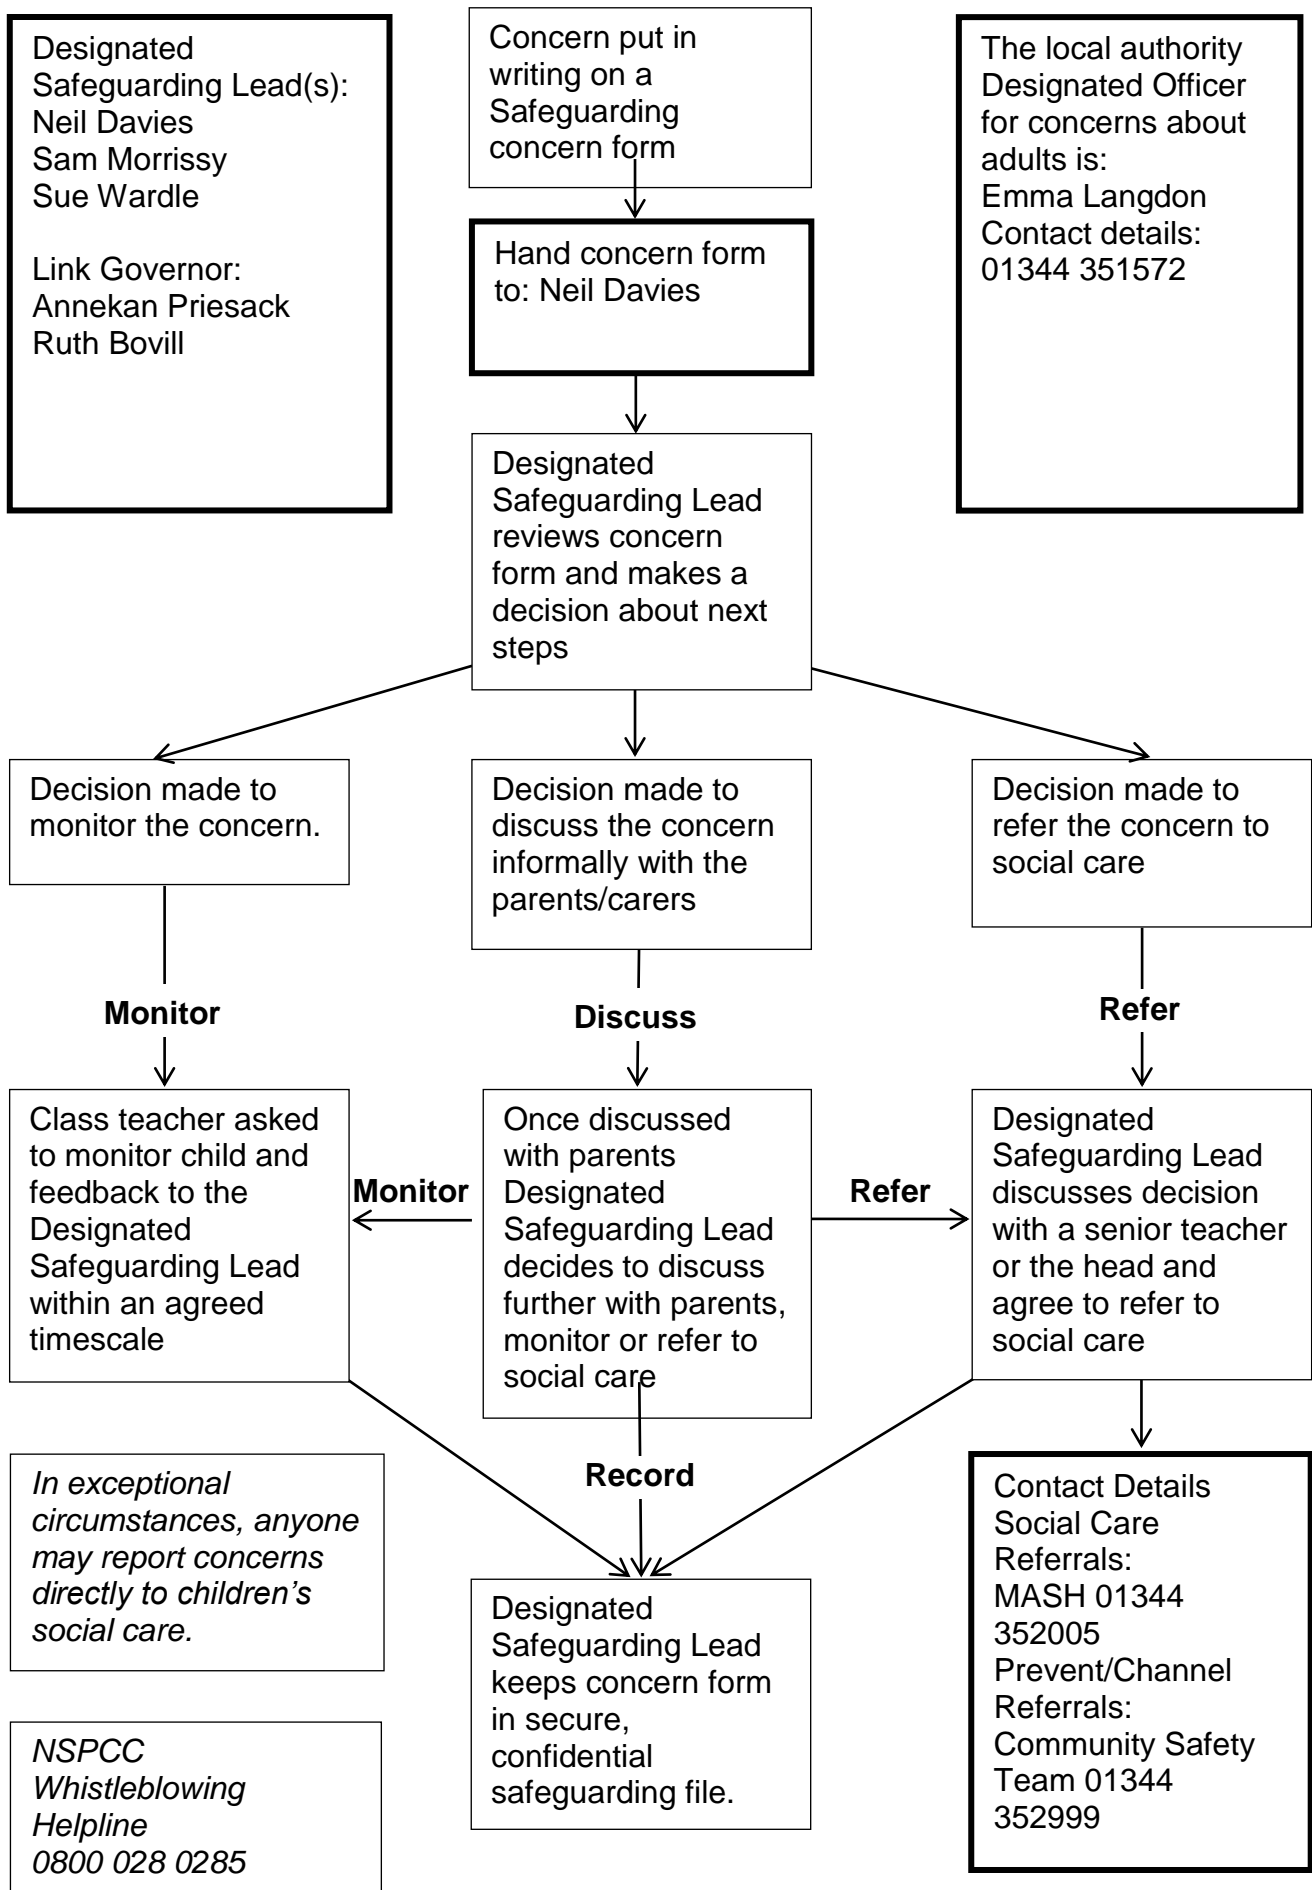 Designated
Safeguarding Lead(s):
Neil Davies
Sam Morrissy
Sue Wardle
Link Governor:
Annekan Priesack
Ruth Bovill
Concern put in
writing on a
Safeguarding
concern form
The local authority
Designated Officer
for concerns about
adults is:
Emma Langdon
Contact details:
01344 351572
Hand concern form
to: Neil Davies
Designated
Safeguarding Lead
reviews concern
form and makes a
decision about next
steps
Decision made to
monitor the concern.
Decision made to
discuss the concern
informally with the
parents/carers
Decision made to
refer the concern to
social care
Monitor
Discuss
Refer
Class teacher asked
to monitor child and
feedback to the
Designated
Safeguarding Lead
within an agreed
timescale
Monitor
Once discussed
with parents
Designated
Safeguarding Lead
decides to discuss
further with parents,
monitor or refer to
social care
Refer
Designated
Safeguarding Lead
discusses decision
with a senior teacher
or the head and
agree to refer to
social care
Record
In exceptional
circumstances, anyone
may report concerns
directly to children's
social care.
Designated
Safeguarding Lead
keeps concern form
in secure,
confidential
safeguarding file.
Contact Details
Social Care
Referrals:
MASH 01344
352005
Prevent/Channel
Referrals:
Community Safety
Team 01344
352999
NSPCC
Whistleblowing
Helpline
0800 028 0285